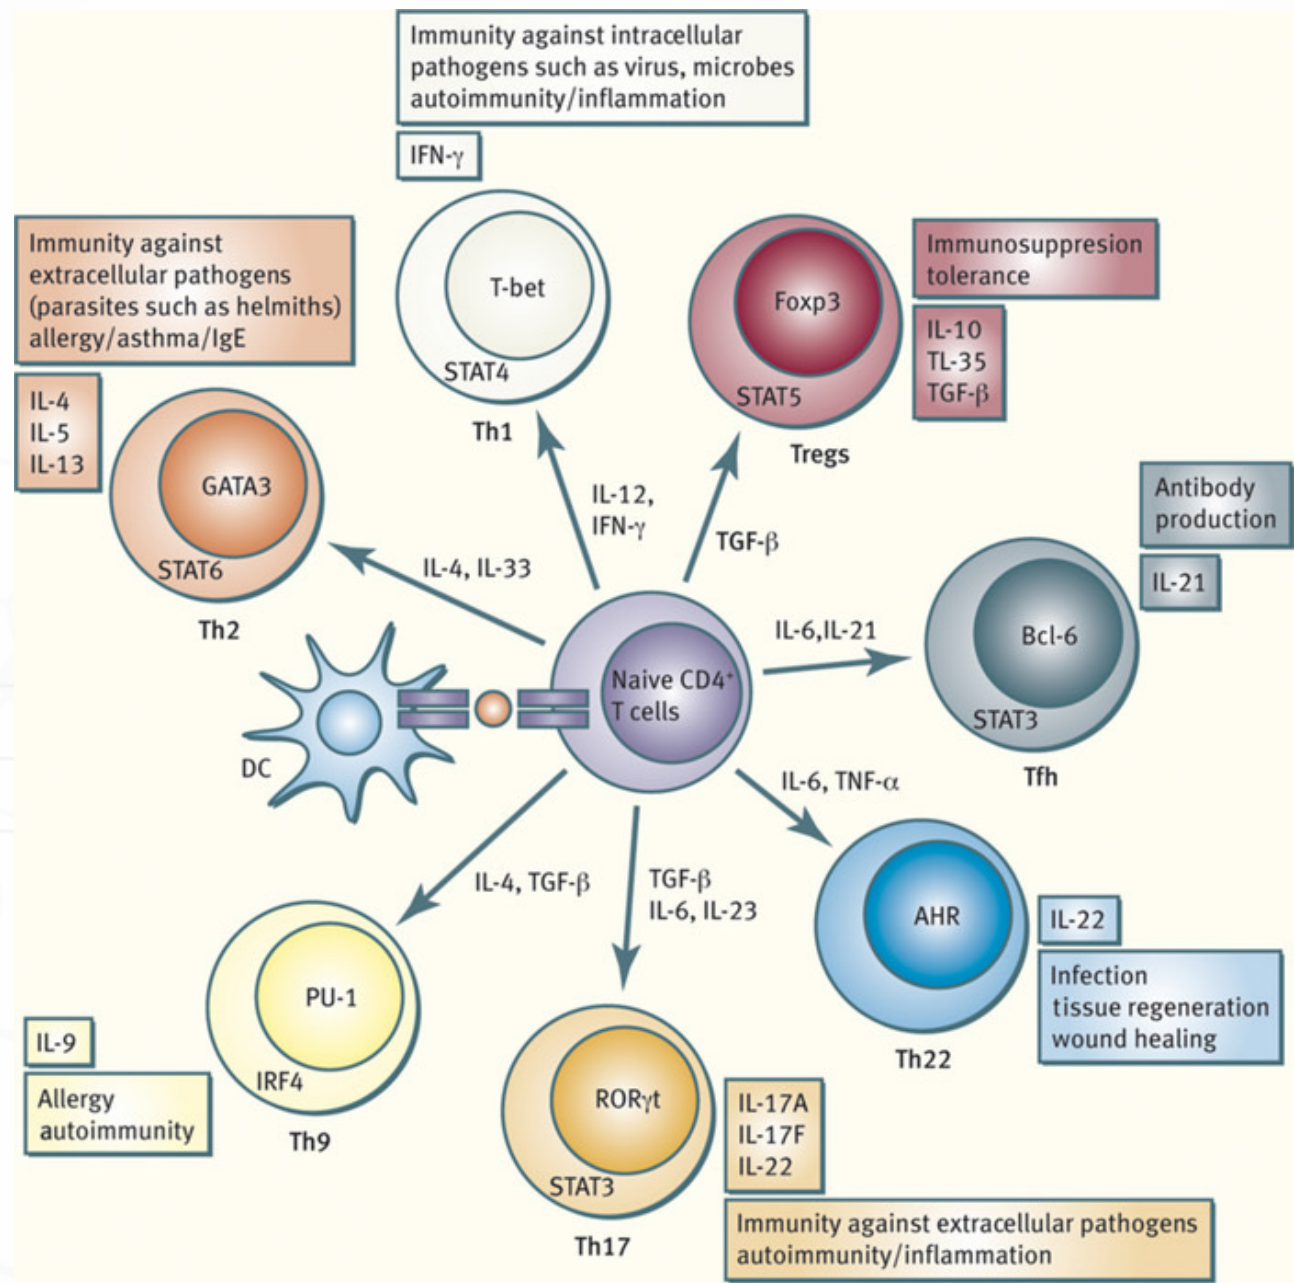 Immunity against intracellular
pathogens such as virus, microbes
autoimmunity/inflammation
IFN-γ
T-bet
STAT4
Th1
Immunity against
extracellular pathogens
(parasites such as helmiths)
allergy/asthma/IgE
IL-4
IL-5
IL-13
GATA3
STAT6
Th2
Foxp3
STAT5
Tregs
Immunosuppresion
tolerance
IL-10
TL-35
TGF-β
IL-12,
IFN-γ
TGF-β
IL-4, IL-33
IL-6,IL-21
Antibody
production
IL-21
Bcl-6
STAT3
Tfh
Naive CD4⁺
T cells
DC
IL-6, TNF-α
IL-4, TGF-β
TGF-β
IL-6, IL-23
AHR
Th22
IL-22
Infection
tissue regeneration
wound healing
PU-1
IRF4
Th9
IL-9
Allergy
autoimmunity
RORγt
STAT3
Th17
IL-17A
IL-17F
IL-22
Immunity against extracellular pathogens
autoimmunity/inflammation